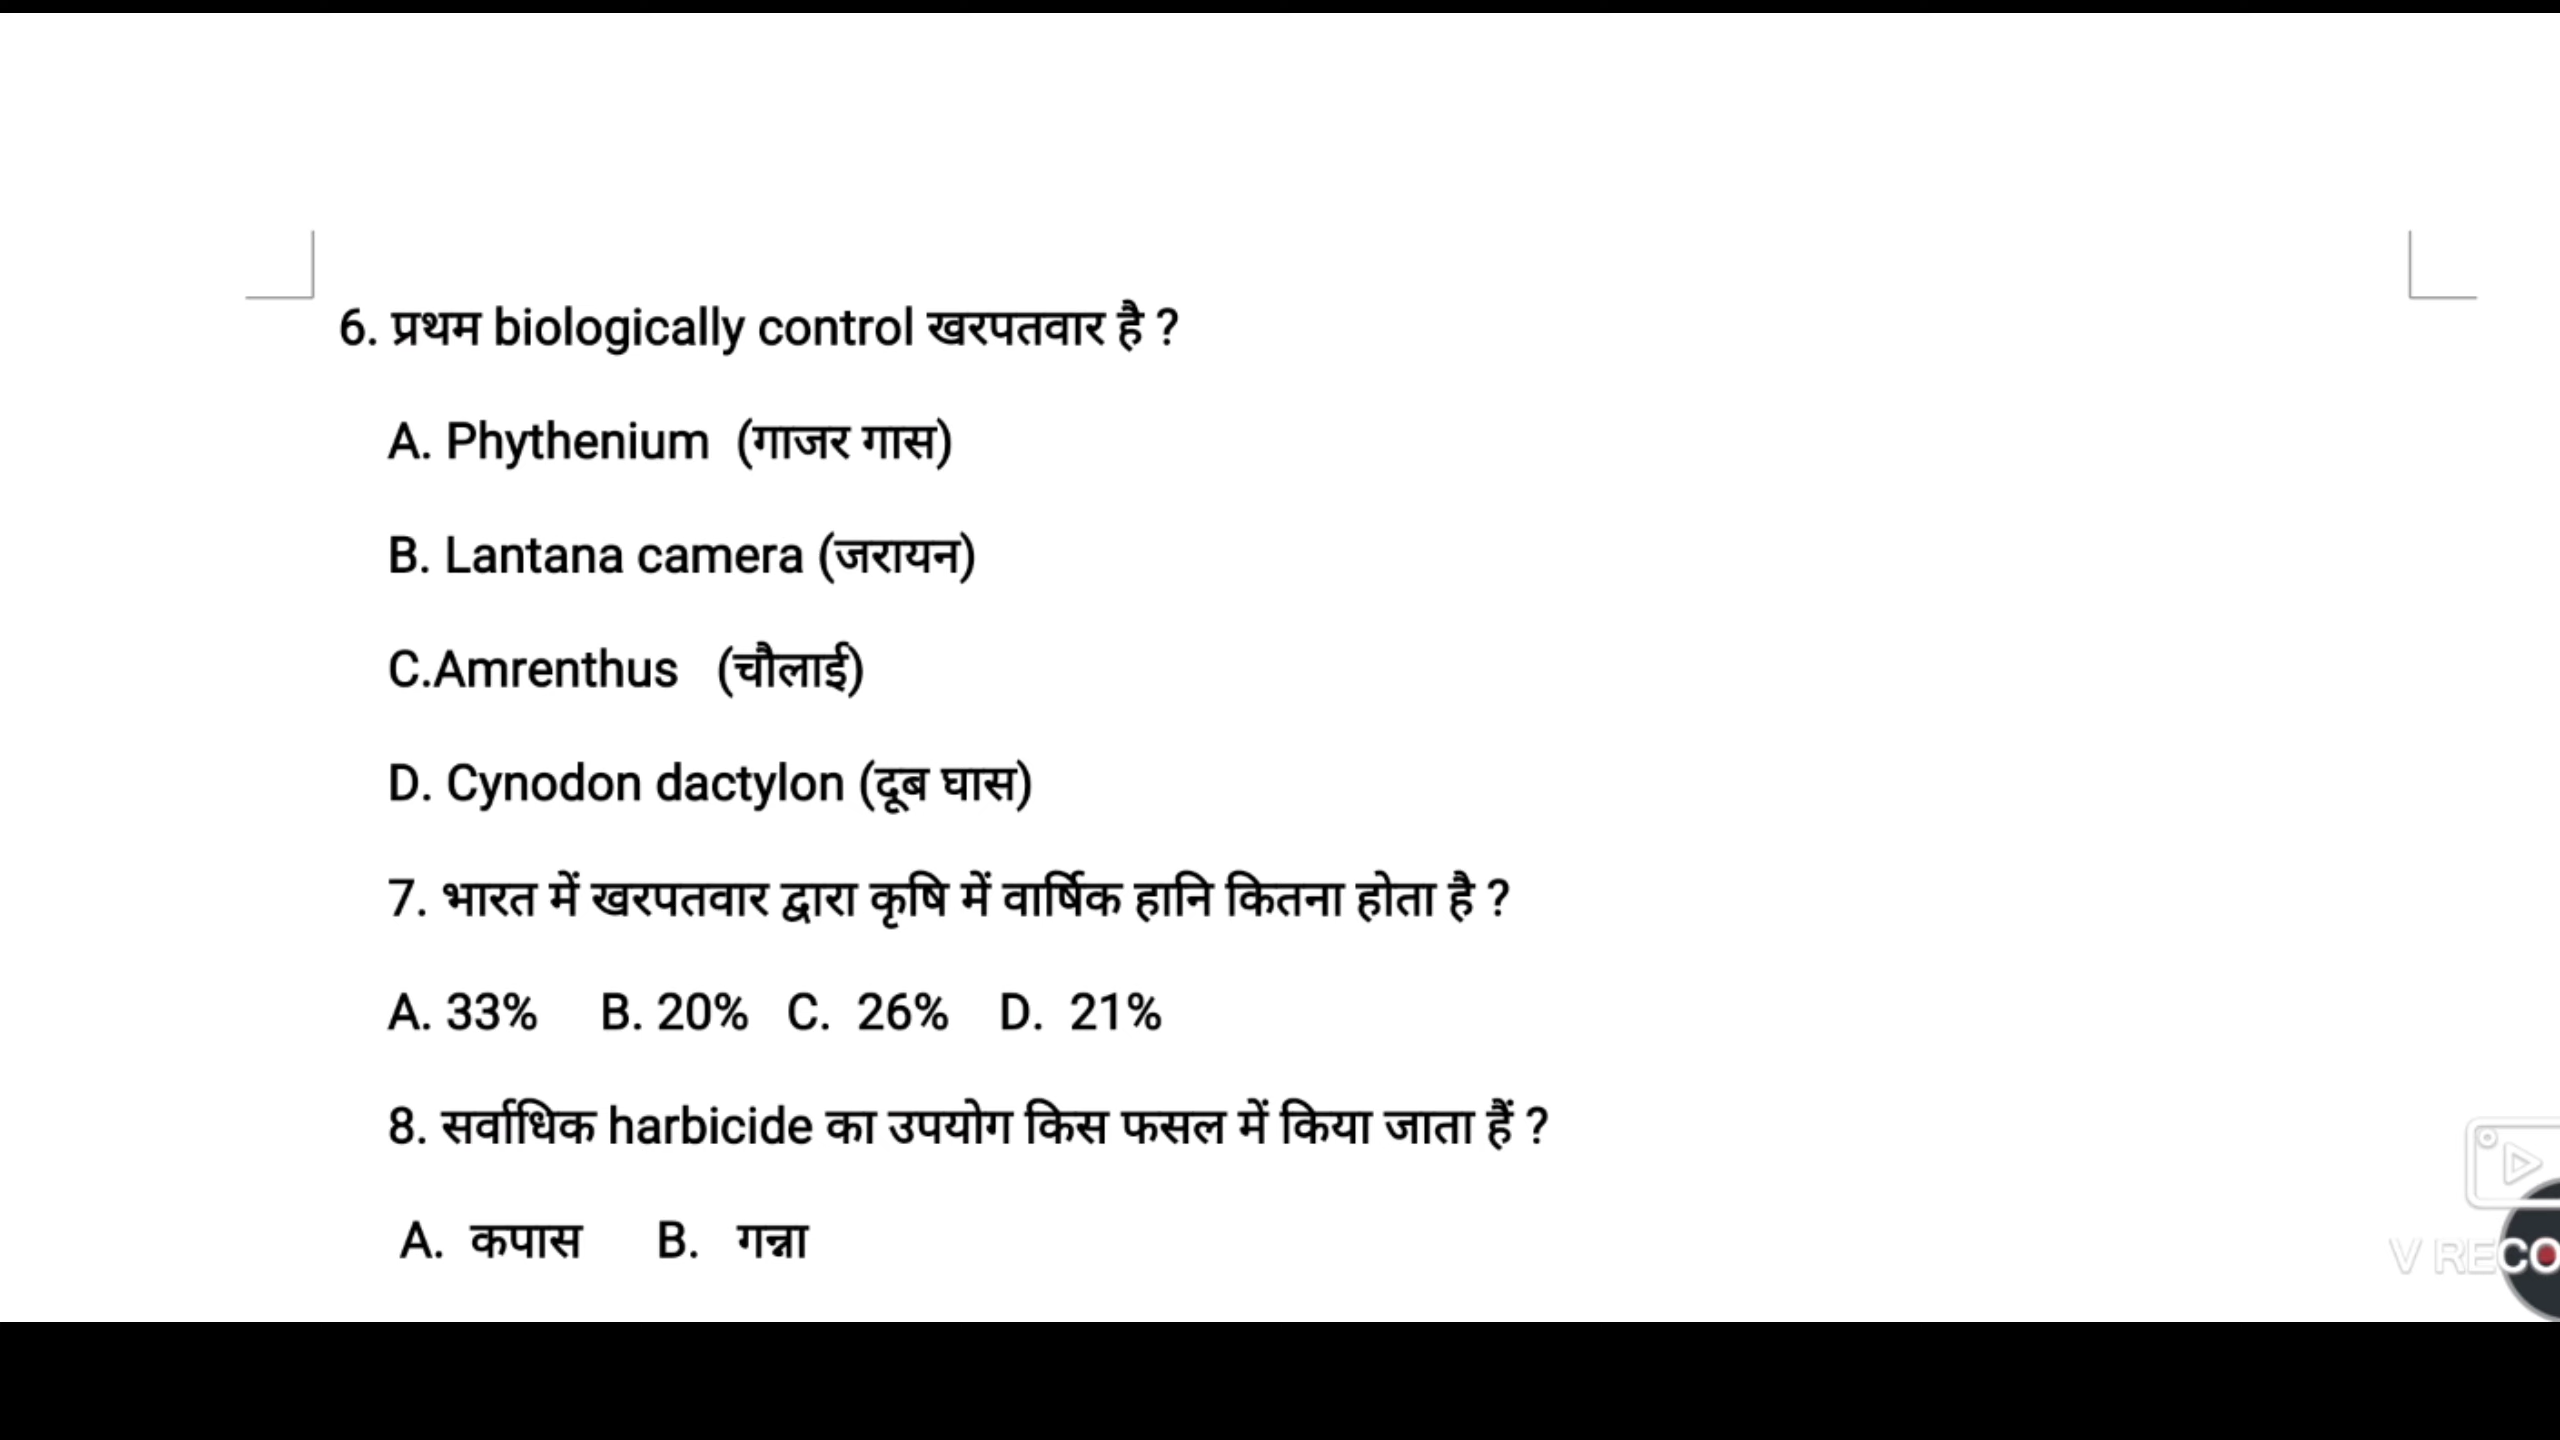 6. प्रथम biologically control खरपतवार है ?
A. Phythenium (गाजर गास)
B. Lantana camera (जरायन)
C.Amrenthus (चौलाई)
D. Cynodon dactylon (दूब घास)
7. भारत में खरपतवार द्वारा कृषि में वार्षिक हानि कितना होता है ?
A. 33% B. 20% C. 26% D. 21%
8. सर्वाधिक harbicide का उपयोग किस फसल में किया जाता हैं ?
A. कपास B. गन्ना
V RECO